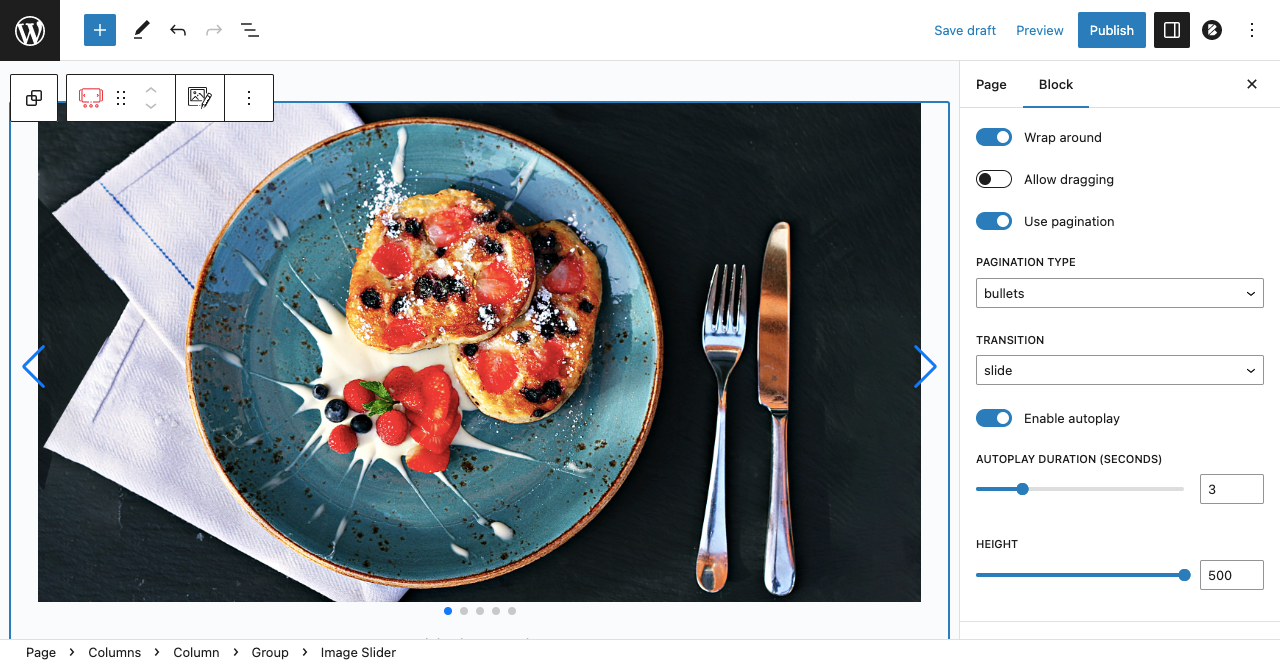 Save draft Preview Publish
Page Block
Wrap around
Allow dragging
Use pagination
PAGINATION TYPE
bullets
TRANSITION
slide
Enable autoplay
AUTOPLAY DURATION (SECONDS)
3
HEIGHT
500
Page Columns Column Group Image Slider